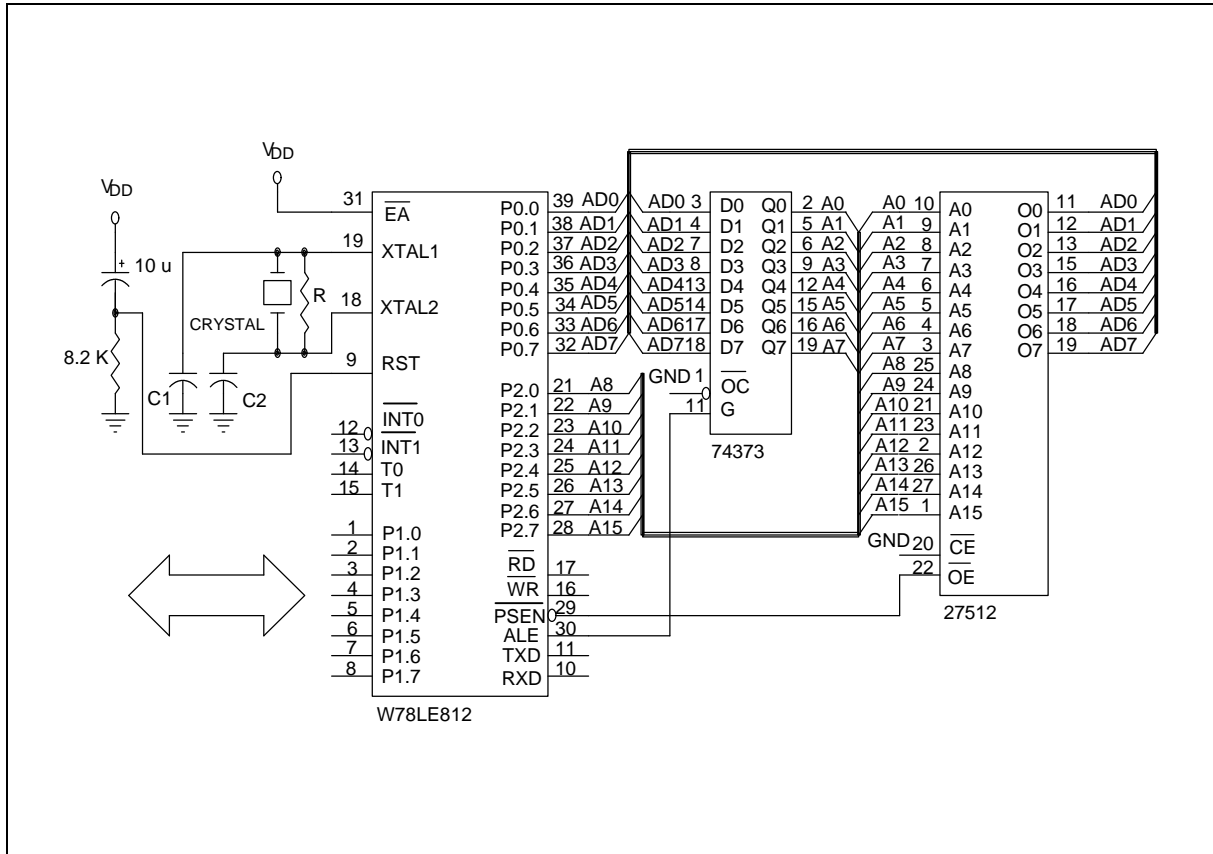 VDD
10 u
8.2 K
C1
C2
VDD
CRYSTAL
R
31 EA
19 XTAL1
18 XTAL2
9 RST
12 INT0
13 INT1
14 T0
15 T1
1 P1.0
2 P1.1
3 P1.2
4 P1.3
5 P1.4
6 P1.5
7 P1.6
8 P1.7
P0.0 39 AD0
P0.1 38 AD1
P0.2 37 AD2
P0.3 36 AD3
P0.4 35 AD4
P0.5 34 AD5
P0.6 33 AD6
P0.7 32 AD7
P2.0 21 A8
P2.1 22 A9
P2.2 23 A10
P2.3 24 A11
P2.4 25 A12
P2.5 26 A13
P2.6 27 A14
P2.7 28 A15
RD 17
WR 16
PSEN 29
ALE 30
TXD 11
RXD 10
W78LE812
AD0 3 D0 Q0 2 A0
AD1 4 D1 Q1 5 A1
AD2 7 D2 Q2 6 A2
AD3 8 D3 Q3 9 A3
AD4 13 D4 Q4 12 A4
AD5 14 D5 Q5 15 A5
AD6 17 D6 Q6 16 A6
AD7 18 D7 Q7 19 A7
GND 1 OC
11 G
74373
A0 10 A0 O0 11 AD0
A1 9 A1 O1 12 AD1
A2 8 A2 O2 13 AD2
A3 7 A3 O3 15 AD3
A4 6 A4 O4 16 AD4
A5 5 A5 O5 17 AD5
A6 4 A6 O6 18 AD6
A7 3 A7 O7 19 AD7
A8 25 A8
A9 24 A9
A10 21 A10
A11 23 A11
A12 2 A12
A13 26 A13
A14 27 A14
A15 1 A15
GND 20 CE
22 OE
27512